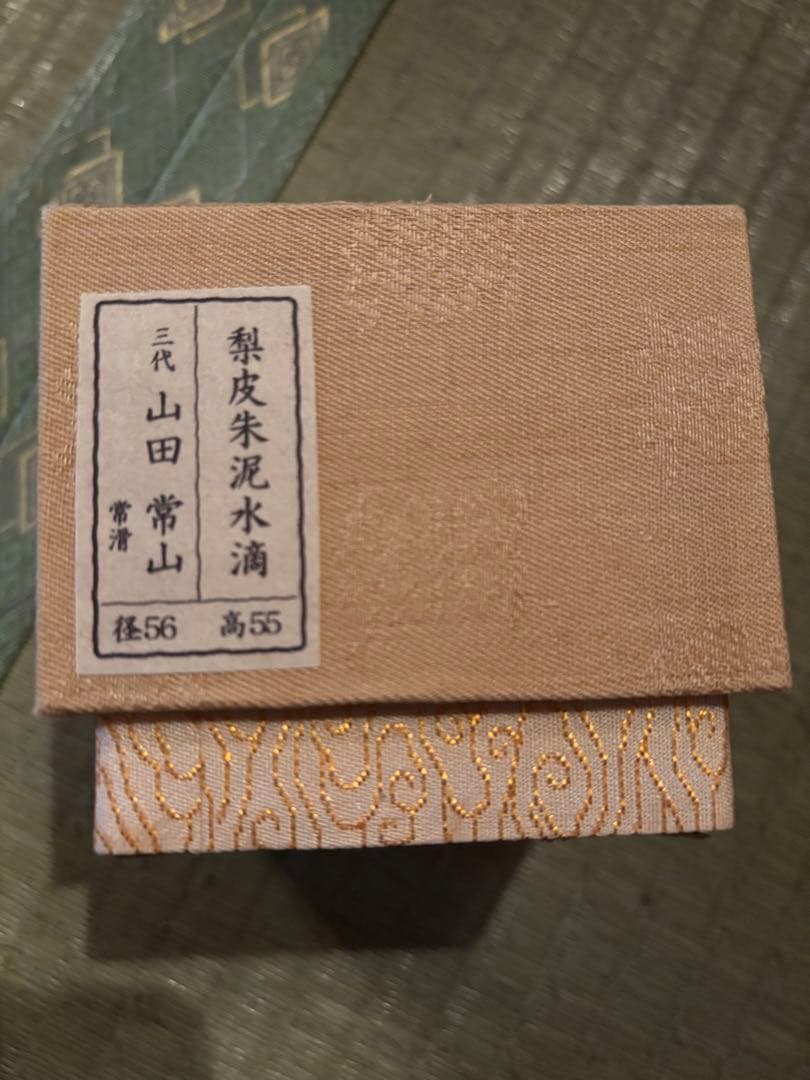 梨皮朱泥水滴
三代 山田 常山
常滑
高55
径56